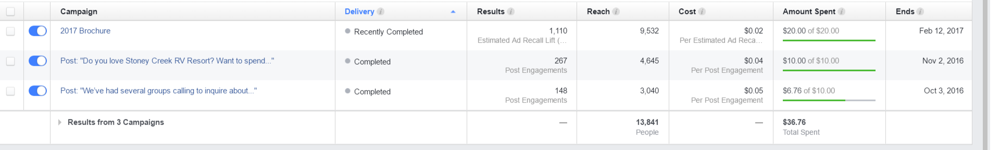 Campaign Delivery Results Reach Cost Amount Spent Ends
2017 Brochure Recently Completed 1,110 9,532 $0.02 $20.00 of $20.00 Feb 12, 2017
Estimated Ad Recall Lift (... Per Estimated Ad Reca...
Post: "Do you love Stoney Creek RV Resort? Want to spend..." Completed 267 4,645 $0.04 $10.00 of $10.00 Nov 2, 2016
Post Engagements Per Post Engagement
Post: "We've had several groups calling to inquire about..." Completed 148 3,040 $0.05 $6.76 of $10.00 Oct 3, 2016
Post Engagements Per Post Engagement
Results from 3 Campaigns — 13,841 — $36.76
People Total Spent